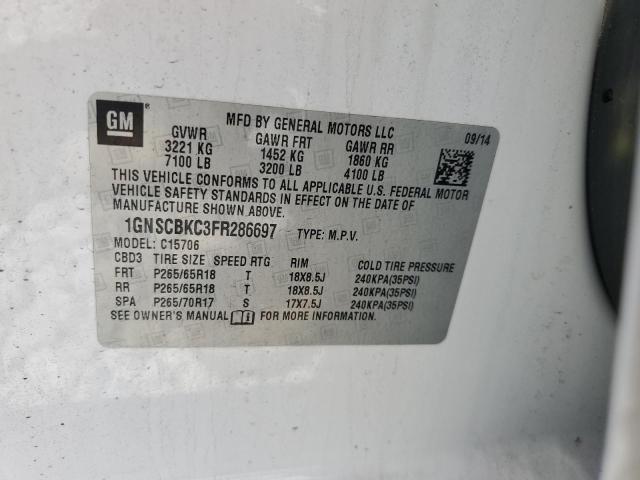 GM
MFD BY GENERAL MOTORS LLC
09/14
GVWR GAWR FRT GAWR RR
3221 KG 1452 KG 1860 KG
7100 LB 3200 LB 4100 LB
THIS VEHICLE CONFORMS TO ALL APPLICABLE U.S. FEDERAL MOTOR
VEHICLE SAFETY STANDARDS IN EFFECT ON THE DATE OF
MANUFACTURE SHOWN ABOVE.
1GNSCBKC3FR286697 TYPE: M.P.V.
MODEL: C15706
CBD3 TIRE SIZE SPEED RTG RIM COLD TIRE PRESSURE
FRT P265/65R18 T 18X8.5J 240KPA(35PSI)
RR P265/65R18 T 18X8.5J 240KPA(35PSI)
SPA P265/70R17 S 17X7.5J 240KPA(35PSI)
SEE OWNER'S MANUAL FOR MORE INFORMATION.